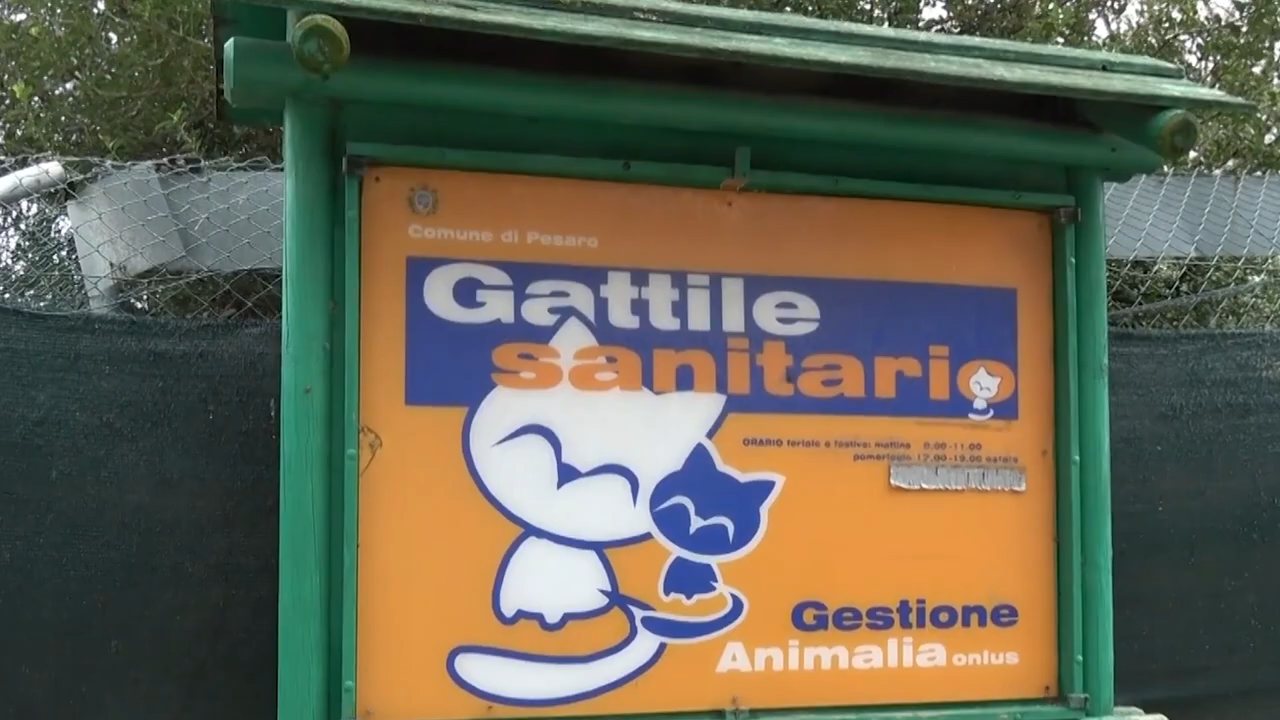 Comune di Pesaro
Gattile
sanitario
ORARIO feriale e festivo: mattina 8.00-11.00
pomeriggio 17.00-19.00 estate
Gestione
Animalia onlus